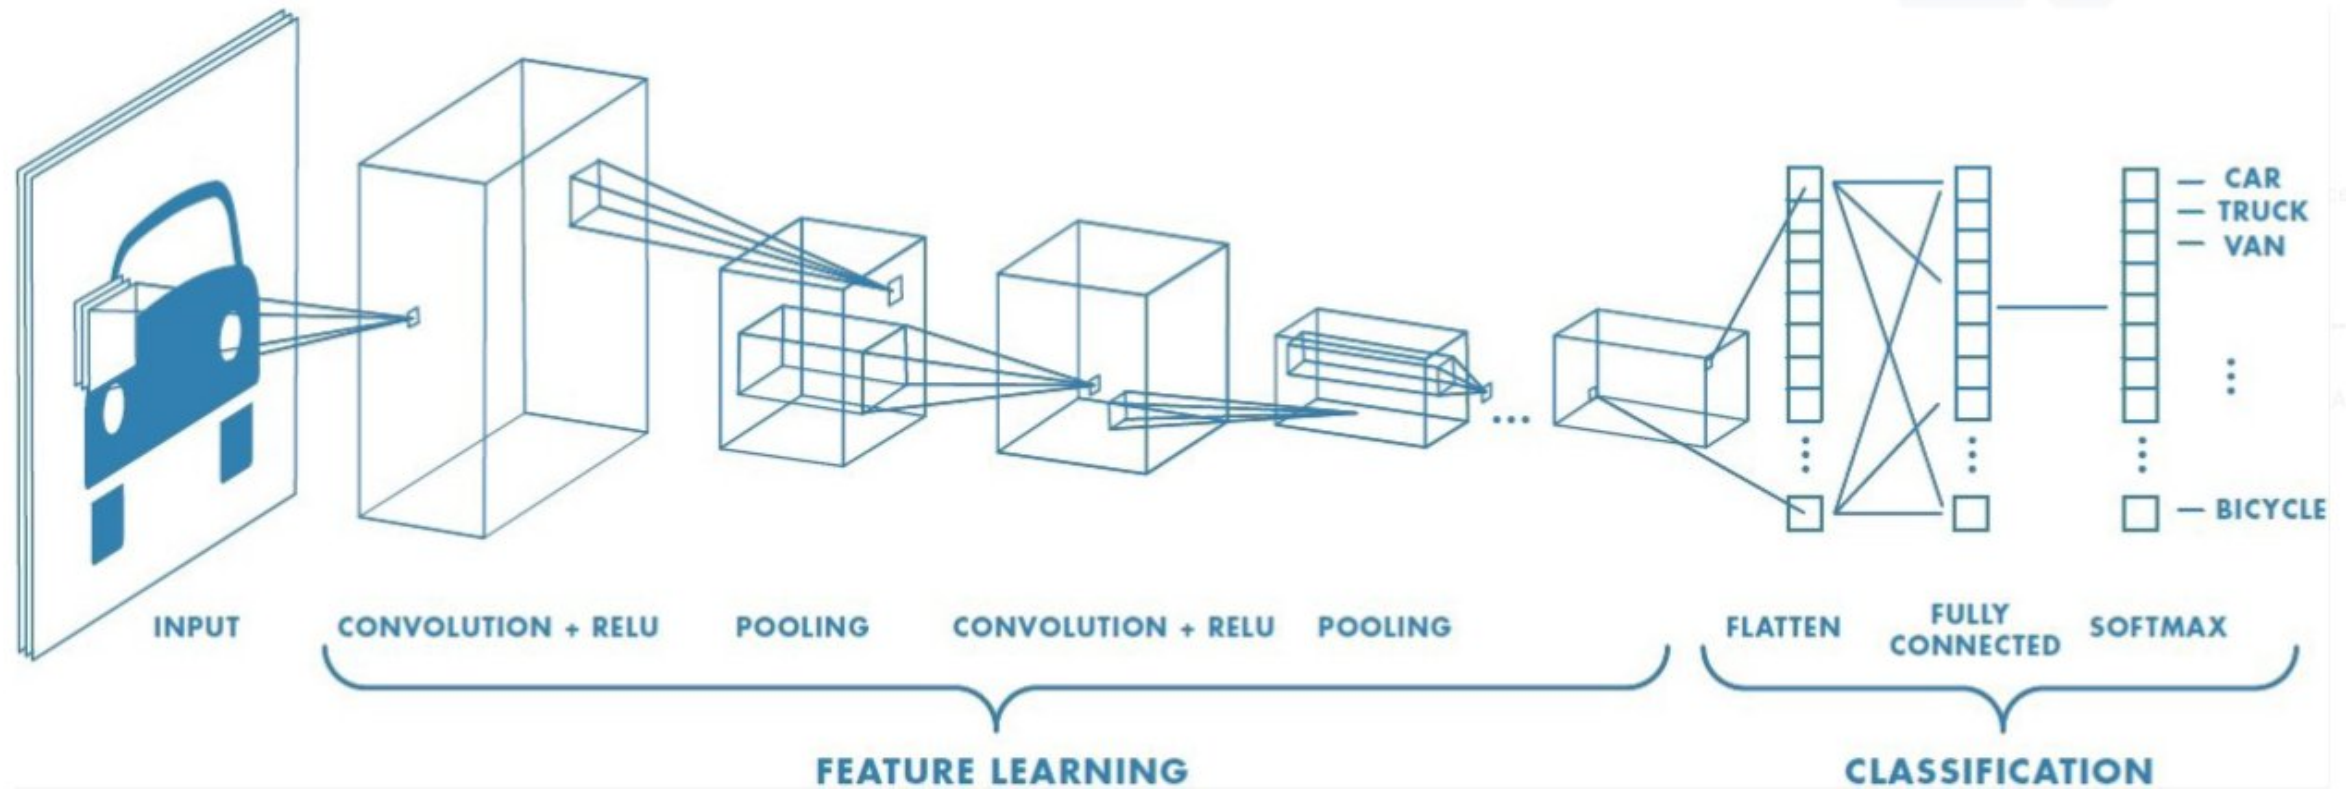 CAR
TRUCK
VAN
BICYCLE
INPUT
CONVOLUTION + RELU
POOLING
CONVOLUTION + RELU
POOLING
FLATTEN
FULLY
CONNECTED
SOFTMAX
FEATURE LEARNING
CLASSIFICATION